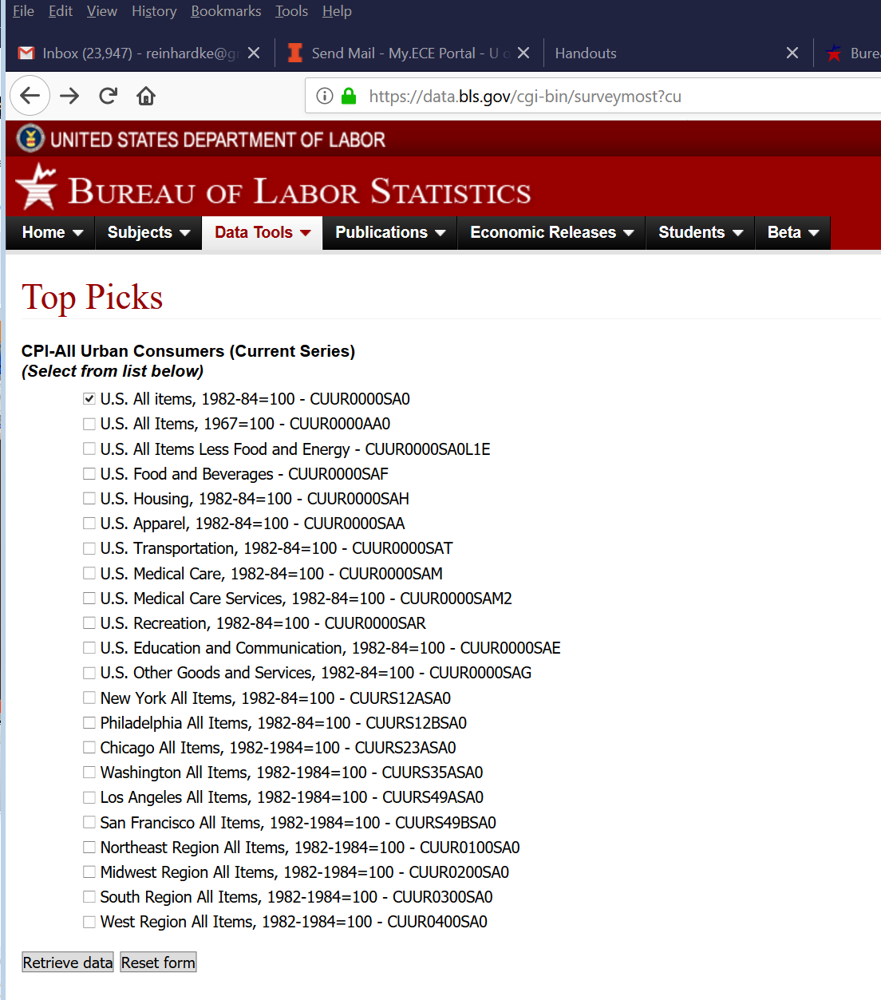 File Edit View History Bookmarks Tools Help
Inbox (23,947) - reinhardke@gr Send Mail - My.ECE Portal - U o Handouts Burea
https://data.bls.gov/cgi-bin/surveymost?cu
UNITED STATES DEPARTMENT OF LABOR
BUREAU OF LABOR STATISTICS
Home Subjects Data Tools Publications Economic Releases Students Beta
Top Picks
CPI-All Urban Consumers (Current Series)
(Select from list below)
U.S. All items, 1982-84=100 - CUUR0000SA0
U.S. All Items, 1967=100 - CUUR0000AA0
U.S. All Items Less Food and Energy - CUUR0000SA0L1E
U.S. Food and Beverages - CUUR0000SAF
U.S. Housing, 1982-84=100 - CUUR0000SAH
U.S. Apparel, 1982-84=100 - CUUR0000SAA
U.S. Transportation, 1982-84=100 - CUUR0000SAT
U.S. Medical Care, 1982-84=100 - CUUR0000SAM
U.S. Medical Care Services, 1982-84=100 - CUUR0000SAM2
U.S. Recreation, 1982-84=100 - CUUR0000SAR
U.S. Education and Communication, 1982-84=100 - CUUR0000SAE
U.S. Other Goods and Services, 1982-84=100 - CUUR0000SAG
New York All Items, 1982-84=100 - CUURS12ASA0
Philadelphia All Items, 1982-84=100 - CUURS12BSA0
Chicago All Items, 1982-1984=100 - CUURS23ASA0
Washington All Items, 1982-1984=100 - CUURS35ASA0
Los Angeles All Items, 1982-1984=100 - CUURS49ASA0
San Francisco All Items, 1982-1984=100 - CUURS49BSA0
Northeast Region All Items, 1982-1984=100 - CUUR0100SA0
Midwest Region All Items, 1982-1984=100 - CUUR0200SA0
South Region All Items, 1982-1984=100 - CUUR0300SA0
West Region All Items, 1982-1984=100 - CUUR0400SA0
Retrieve data Reset form